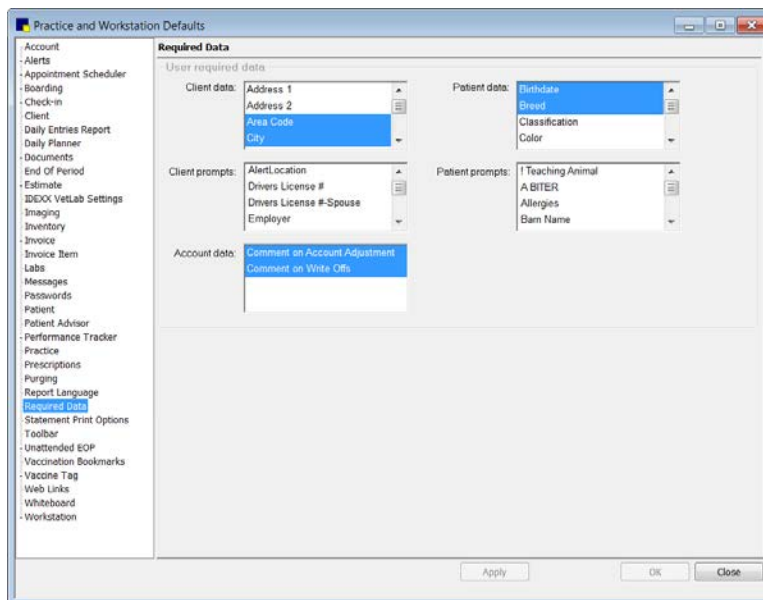 Practice and Workstation Defaults
Account
Alerts
Appointment Scheduler
Boarding
Check-in
Client
Daily Entries Report
Daily Planner
Documents
End Of Period
Estimate
IDEXX VetLab Settings
Imaging
Inventory
Invoice
Invoice Item
Labs
Messages
Passwords
Patient
Patient Advisor
Performance Tracker
Practice
Prescriptions
Purging
Report Language
Required Data
Statement Print Options
Toolbar
Unattended EOP
Vaccination Bookmarks
Vaccine Tag
Web Links
Whiteboard
Workstation
Required Data
User required data
Client data:
Address 1
Address 2
Area Code
City
Patient data:
Birthdate
Breed
Classification
Color
Client prompts:
AlertLocation
Drivers License #
Drivers License #-Spouse
Employer
Patient prompts:
! Teaching Animal
A BITER
Allergies
Barn Name
Account data:
Comment on Account Adjustment
Comment on Write Offs
Apply
OK
Close